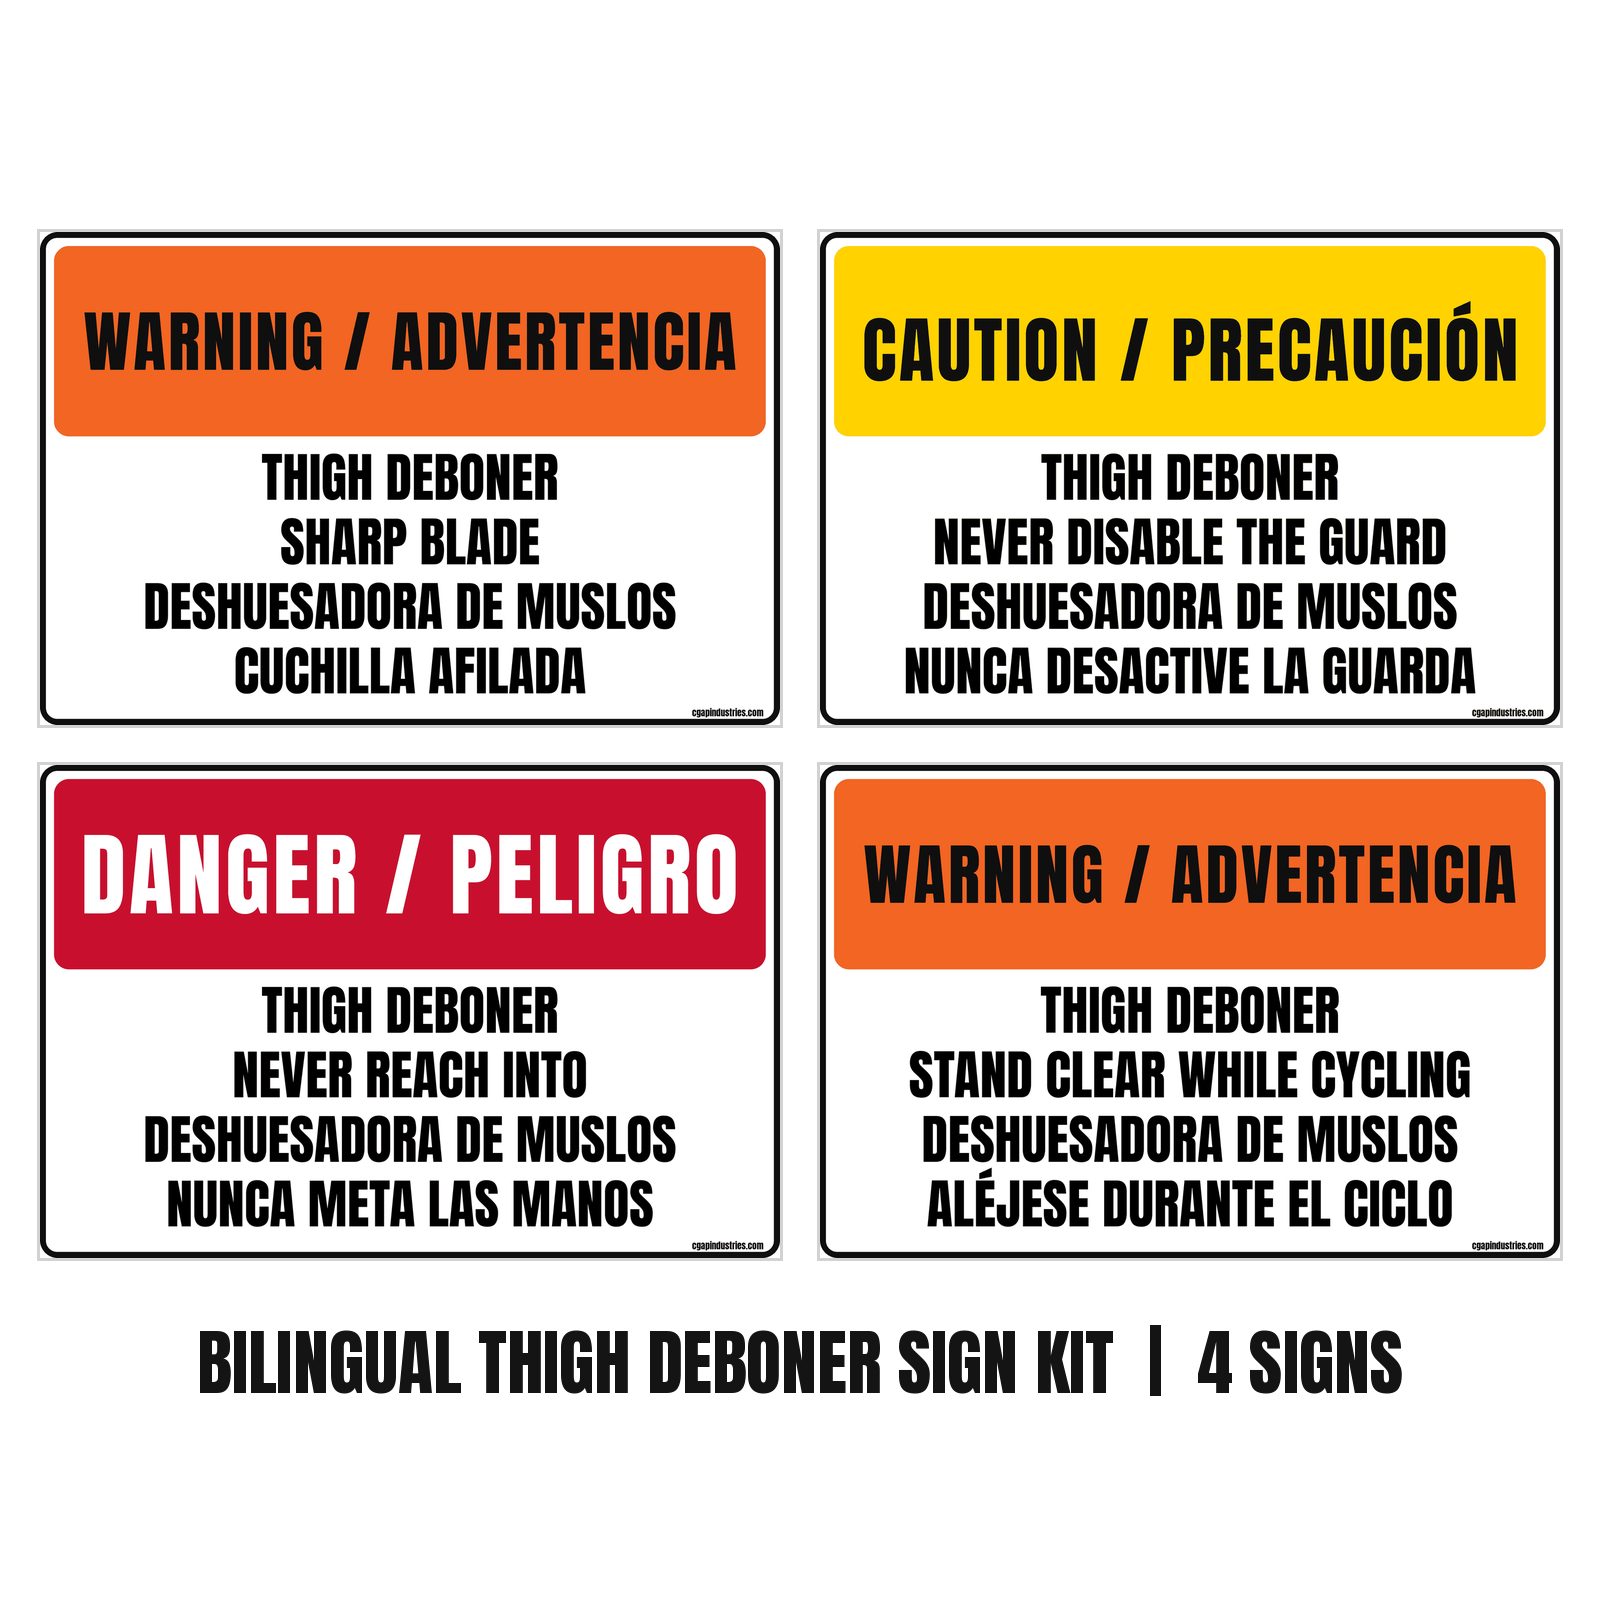 WARNING / ADVERTENCIA
THIGH DEBONER
SHARP BLADE
DESHUESADORA DE MUSLOS
CUCHILLA AFILADA
cgapindustries.com
CAUTION / PRECAUCIÓN
THIGH DEBONER
NEVER DISABLE THE GUARD
DESHUESADORA DE MUSLOS
NUNCA DESACTIVE LA GUARDA
cgapindustries.com
DANGER / PELIGRO
THIGH DEBONER
NEVER REACH INTO
DESHUESADORA DE MUSLOS
NUNCA META LAS MANOS
cgapindustries.com
WARNING / ADVERTENCIA
THIGH DEBONER
STAND CLEAR WHILE CYCLING
DESHUESADORA DE MUSLOS
ALÉJESE DURANTE EL CICLO
cgapindustries.com
BILINGUAL THIGH DEBONER SIGN KIT | 4 SIGNS